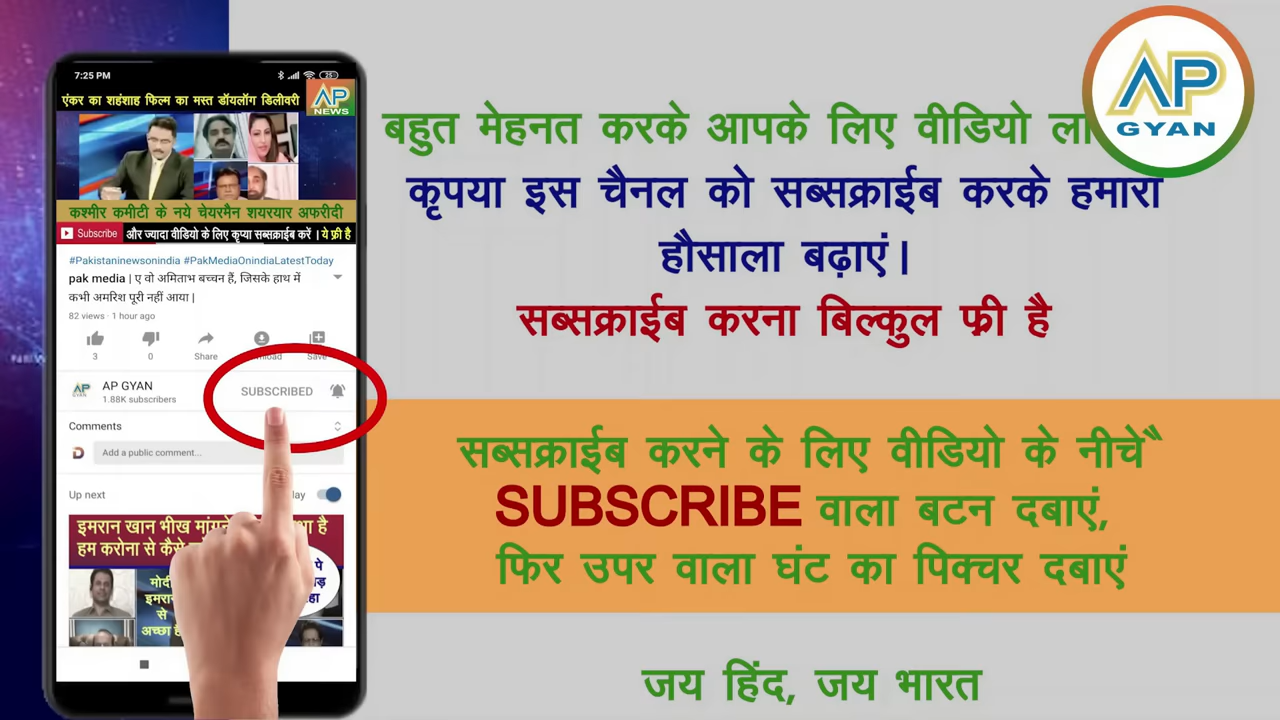 7:25 PM
25
एंकर का शहंशाह फिल्म का मस्त डॉयलॉग डिलीवरी
AP
NEWS
कश्मीर कमीटी के नये चेयरमैन शयरयार अफरीदी
Subscribe और ज्यादा वीडियो के लिए कृप्या सब्सक्राईब करें । ये फ्री है
#Pakistaninewsonindia #PakMediaOnindiaLatestToday
pak media | ए वो अमिताभ बच्चन हैं, जिसके हाथ में
कभी अमरिश पूरी नहीं आया |
82 views · 1 hour ago
3 0 Share Save
AP GYAN
1.88K subscribers
SUBSCRIBED
Comments
D
Add a public comment...
Up next
इमरान खान भीख मांगने है
हम करोना से कैसे
मोदी
इमरान
से
अच्छा है
AP
GYAN
बहुत मेहनत करके आपके लिए वीडियो
कृपया इस चैनल को सब्सक्राईब करके हमारा
हौसाला बढ़ाएं।
सब्सक्राईब करना बिल्कुल फ्री है
सब्सक्राईब करने के लिए वीडियो के नीचे"
SUBSCRIBE वाला बटन दबाएं,
फिर उपर वाला घंट का पिक्चर दबाएं
जय हिंद, जय भारत